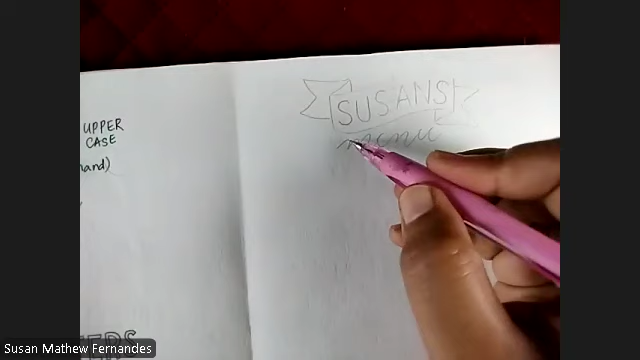 UPPER
CASE
hand)
SUSANS
menu
Susan Mathew Fernandes